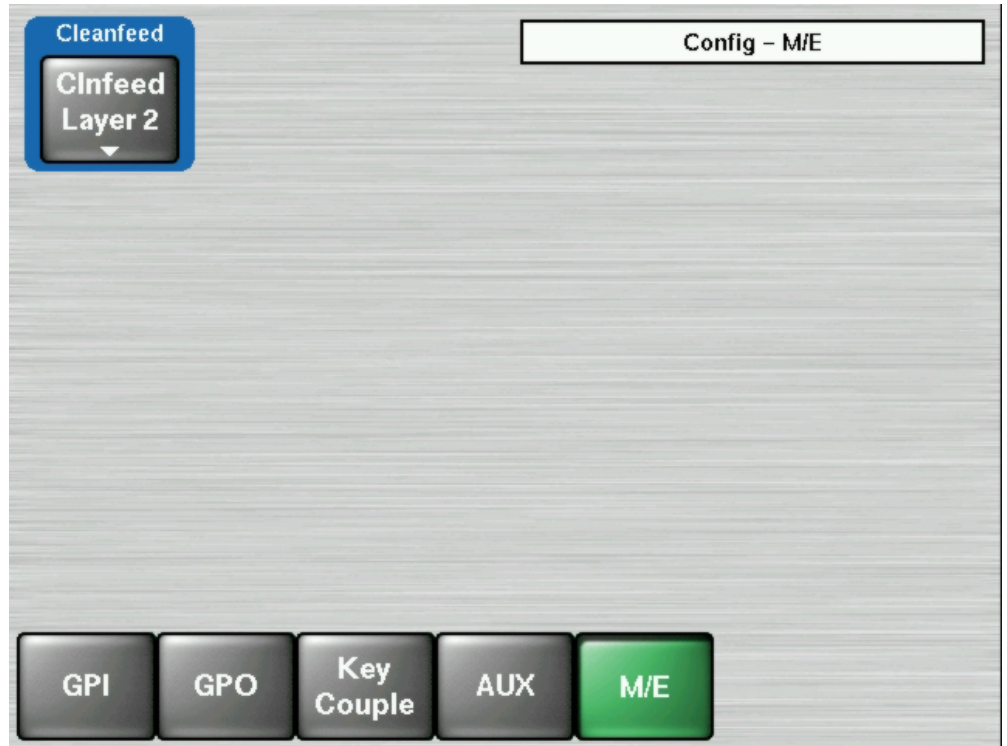 Cleanfeed
Config – M/E
Clnfeed
Layer 2
GPI
GPO
Key
Couple
AUX
M/E